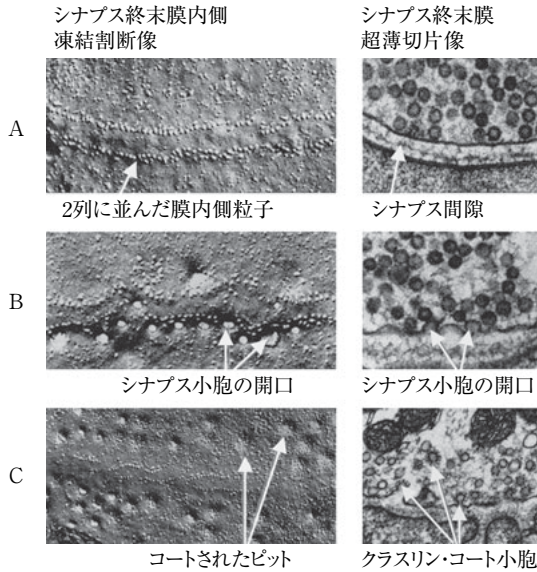 シナプス終末膜内側
凍結割断像
シナプス終末膜
超薄切片像
A
2列に並んだ膜内側粒子
シナプス間隙
B
シナプス小胞の開口
シナプス小胞の開口
C
コートされたピット
クラスリン・コート小胞